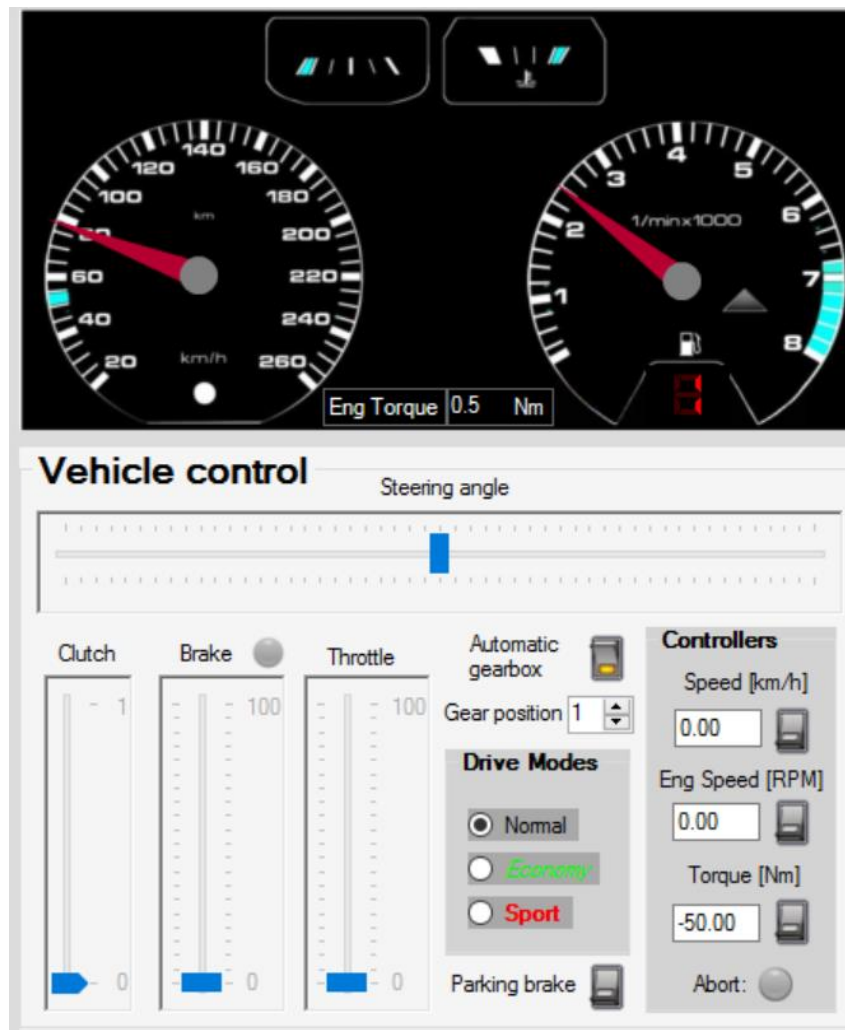 140
120 160
100 180
km
80 200
60 220
40 240
20 km/h 260
4
3 5
1/minx1000 6
2
7
1
8
Eng Torque 0.5 Nm
Vehicle control
Steering angle
Clutch Brake Throttle
1 100 100
0 0 0
Automatic
gearbox
Gear position 1
Drive Modes
Normal
Economy
Sport
Parking brake
Controllers
Speed [km/h]
0.00
Eng Speed [RPM]
0.00
Torque [Nm]
-50.00
Abort: